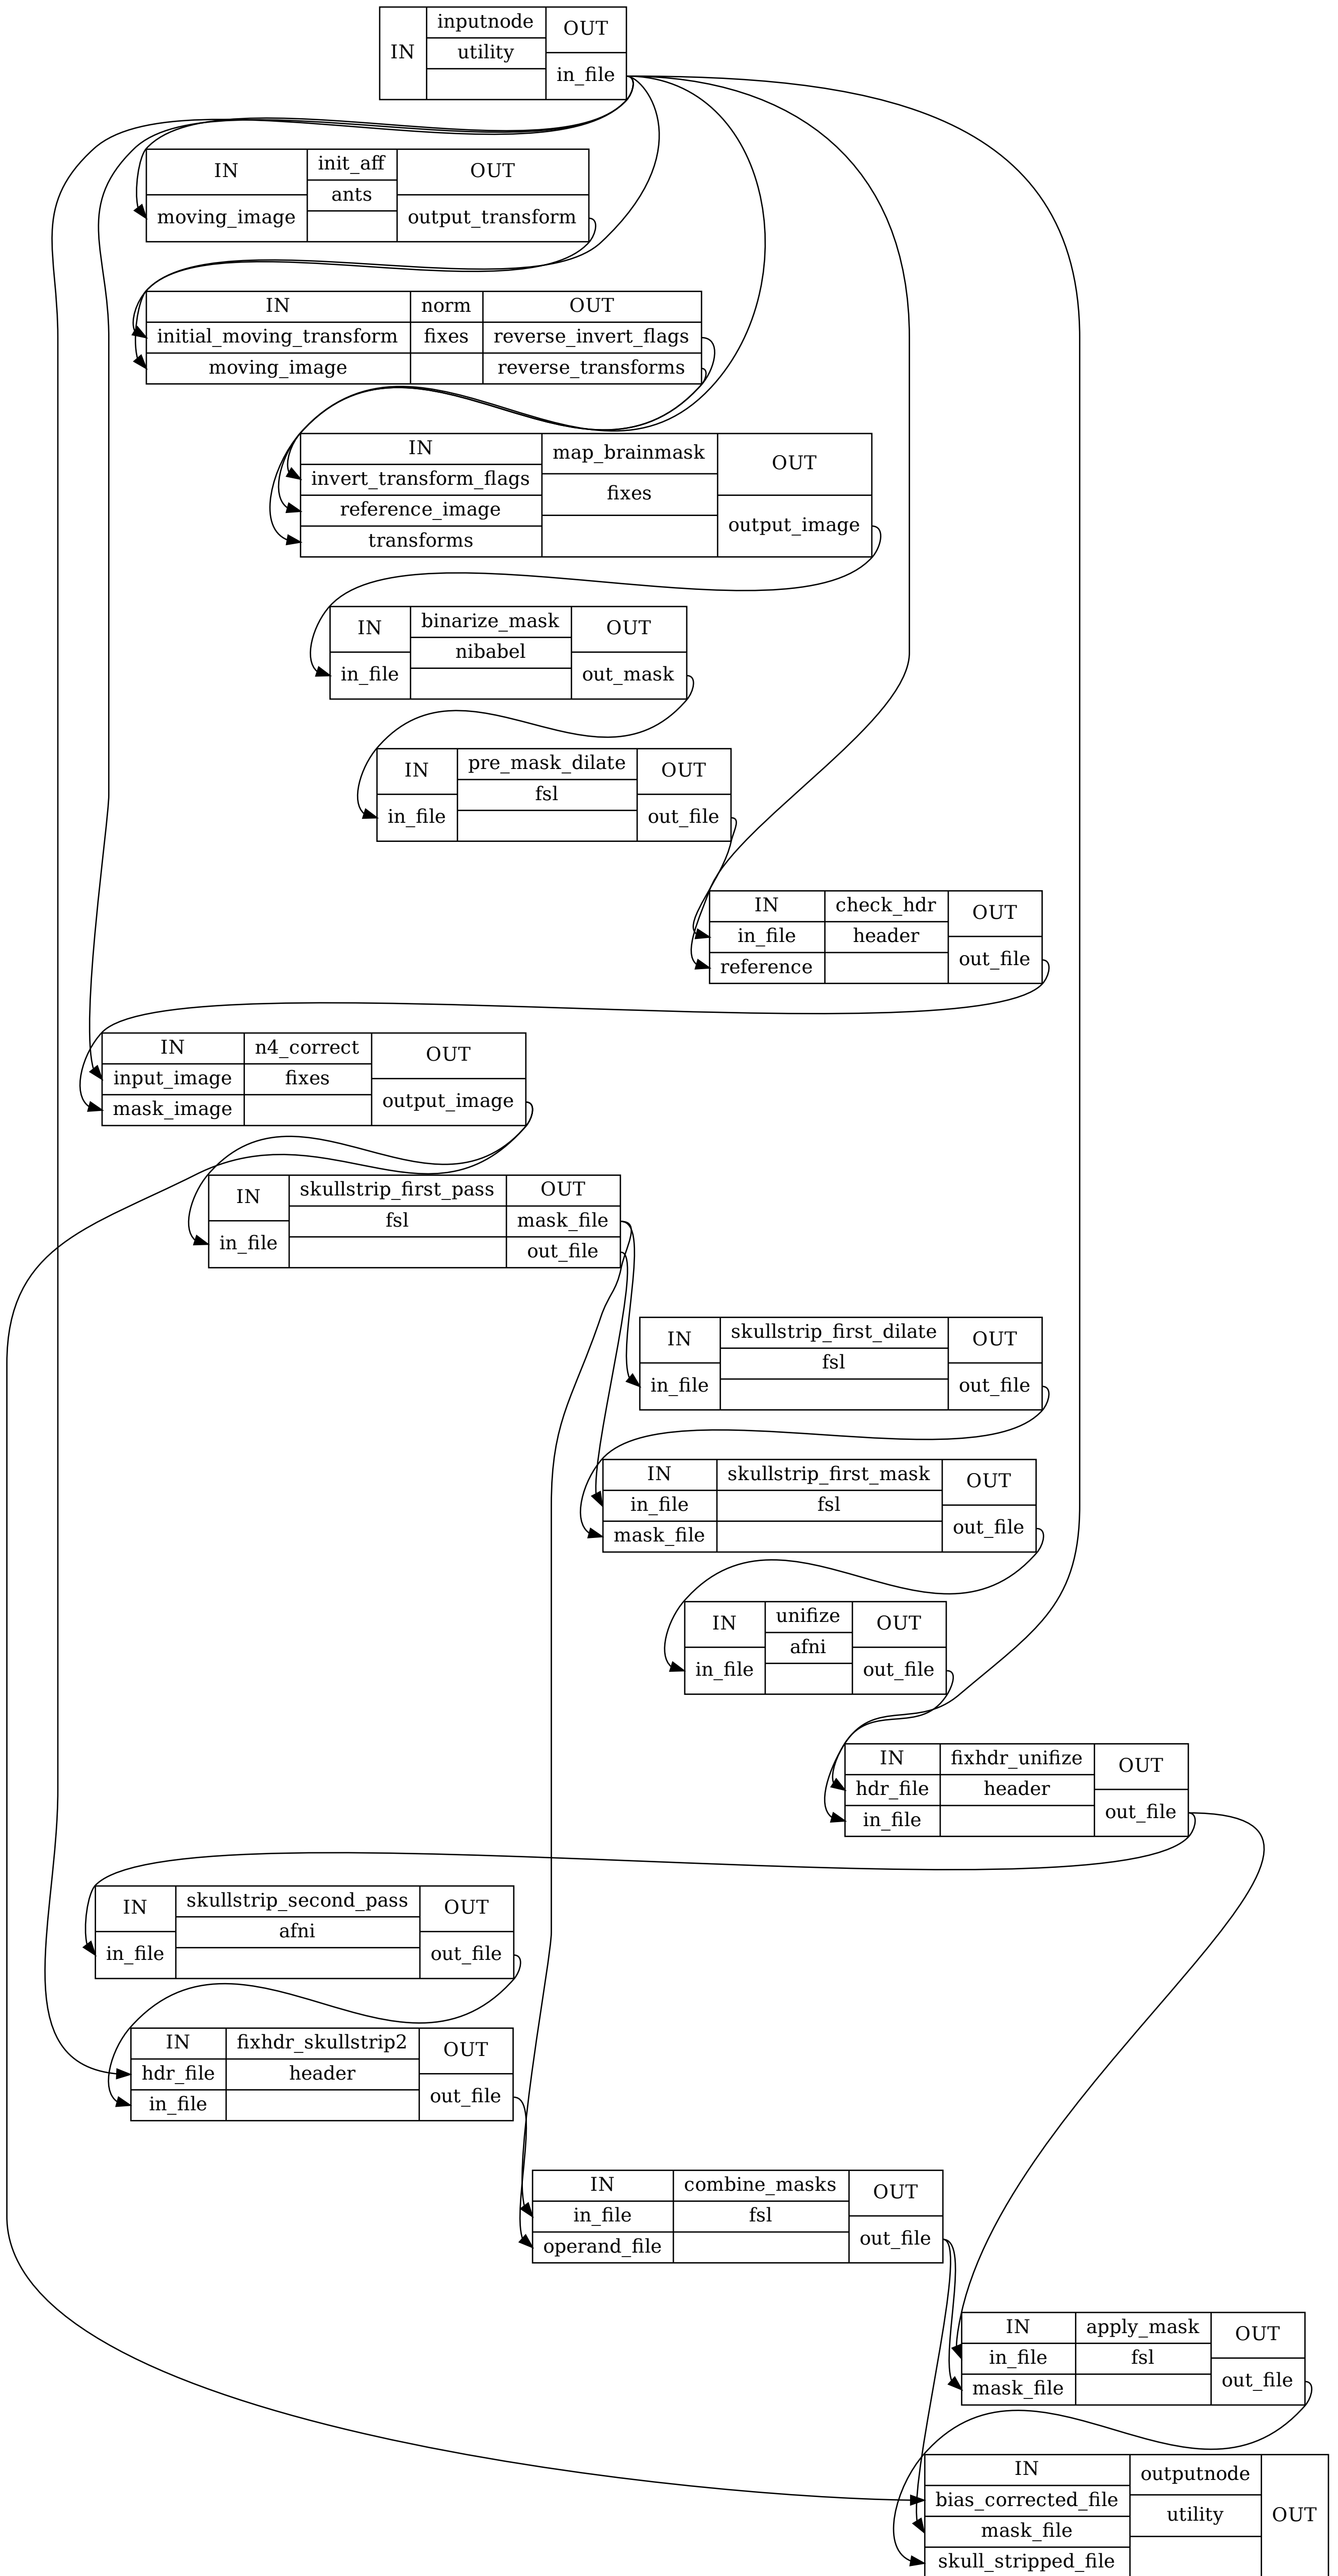 IN
inputnode
utility
OUT
in_file
IN
moving_image
init_aff
ants
OUT
output_transform
IN
initial_moving_transform
moving_image
norm
fixes
OUT
reverse_invert_flags
reverse_transforms
IN
invert_transform_flags
reference_image
transforms
map_brainmask
fixes
OUT
output_image
IN
in_file
binarize_mask
nibabel
OUT
out_mask
IN
in_file
pre_mask_dilate
fsl
OUT
out_file
IN
in_file
reference
check_hdr
header
OUT
out_file
IN
input_image
mask_image
n4_correct
fixes
OUT
output_image
IN
in_file
skullstrip_first_pass
fsl
OUT
mask_file
out_file
IN
in_file
skullstrip_first_dilate
fsl
OUT
out_file
IN
in_file
mask_file
skullstrip_first_mask
fsl
OUT
out_file
IN
in_file
unifize
afni
OUT
out_file
IN
hdr_file
in_file
fixhdr_unifize
header
OUT
out_file
IN
in_file
skullstrip_second_pass
afni
OUT
out_file
IN
hdr_file
in_file
fixhdr_skullstrip2
header
OUT
out_file
IN
in_file
operand_file
combine_masks
fsl
OUT
out_file
IN
in_file
mask_file
apply_mask
fsl
OUT
out_file
IN
bias_corrected_file
mask_file
skull_stripped_file
outputnode
utility
OUT